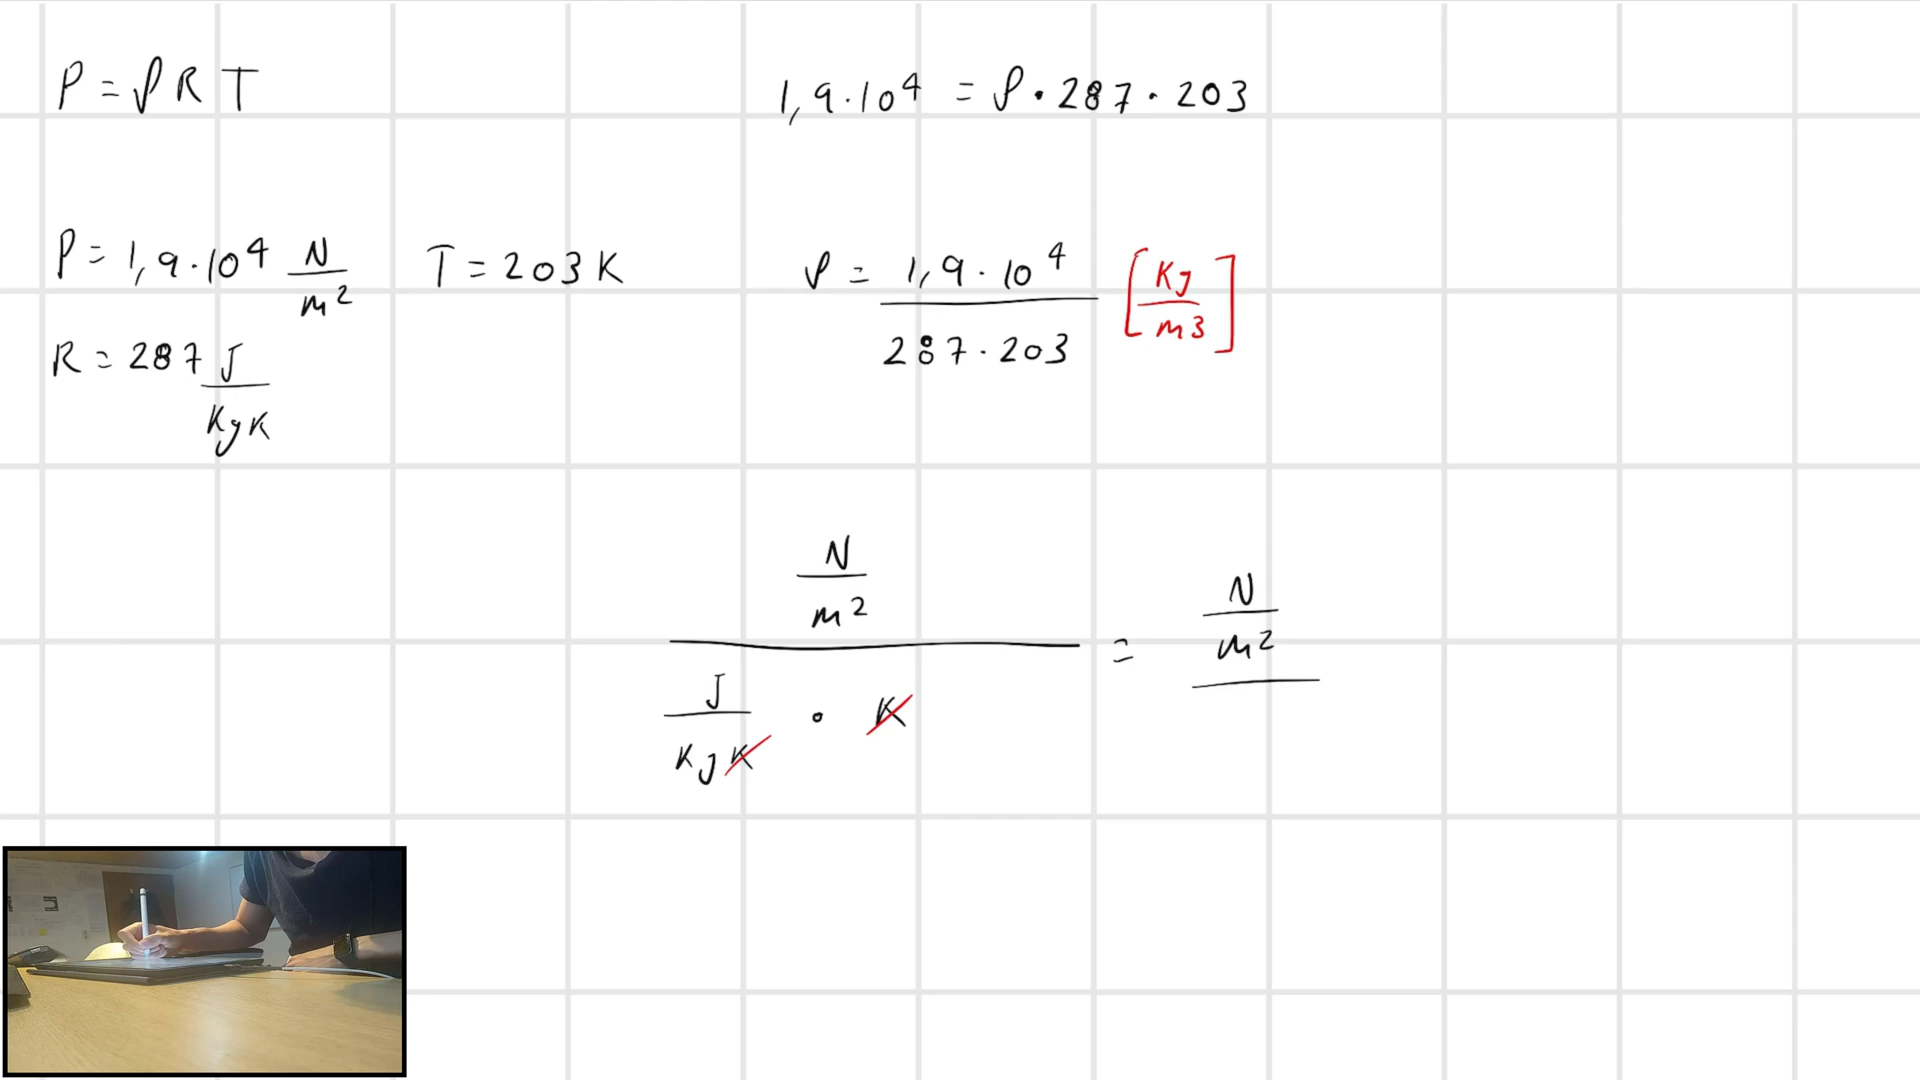 P = ρ R T
1,9 · 10⁴ = ρ · 287 · 203
P = 1,9 · 10⁴ N/m²
T = 203 K
R = 287 J/KgK
ρ = 1,9 · 10⁴ / 287 · 203 [Kg/m3]
N
m²
J
KgK · K
=
N
m²